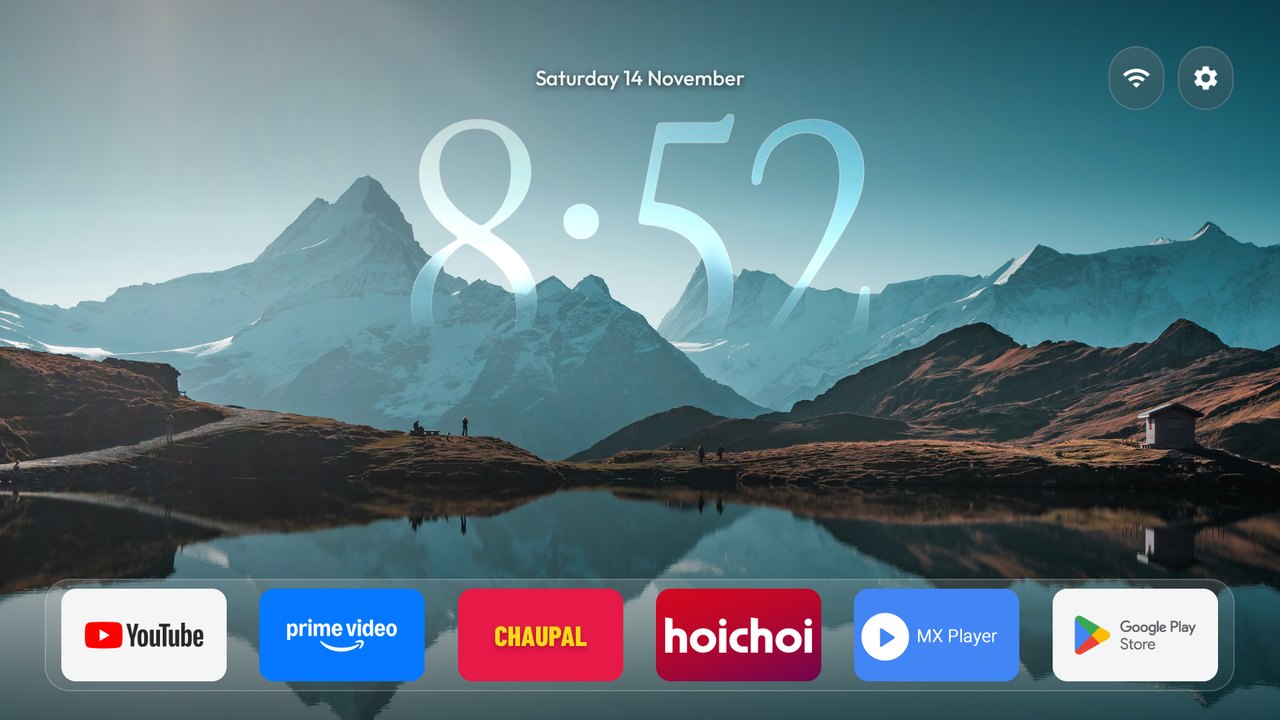 Saturday 14 November
8:52
YouTube
prime video
CHAUPAL
hoichoi
MX Player
Google Play
Store